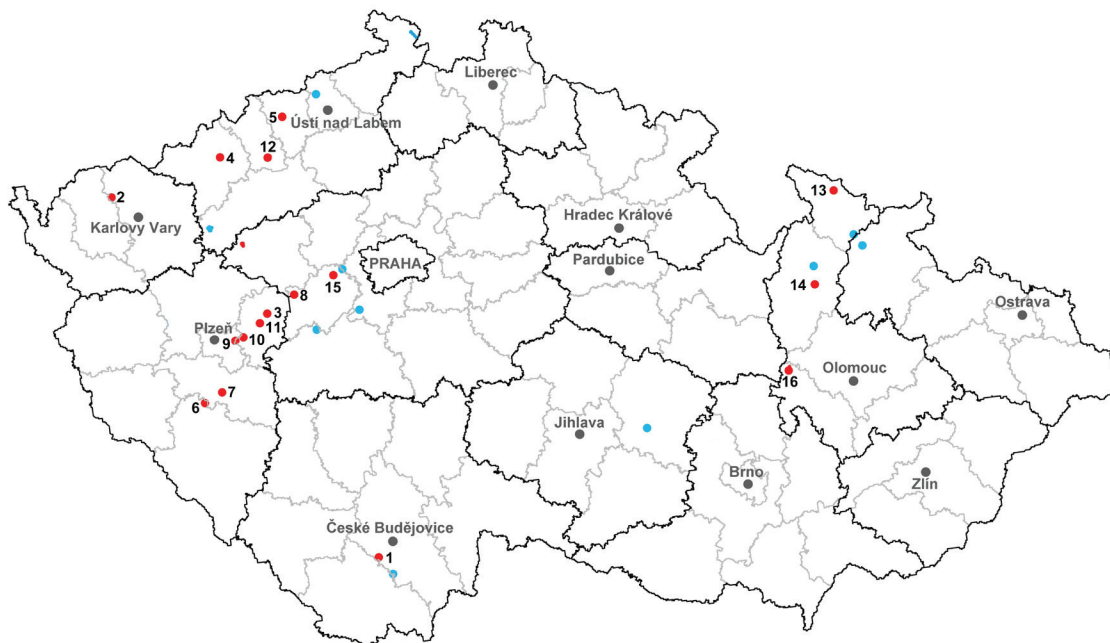 Liberec
5
Ústí nad Labem
12
4
2
13
Karlovy Vary
Hradec Králové
PRAHA
Pardubice
15
14
8
Ostrava
3
11
Plzeň
9
10
16
Olomouc
7
6
Jihlava
Brno
Zlín
České Budějovice
1